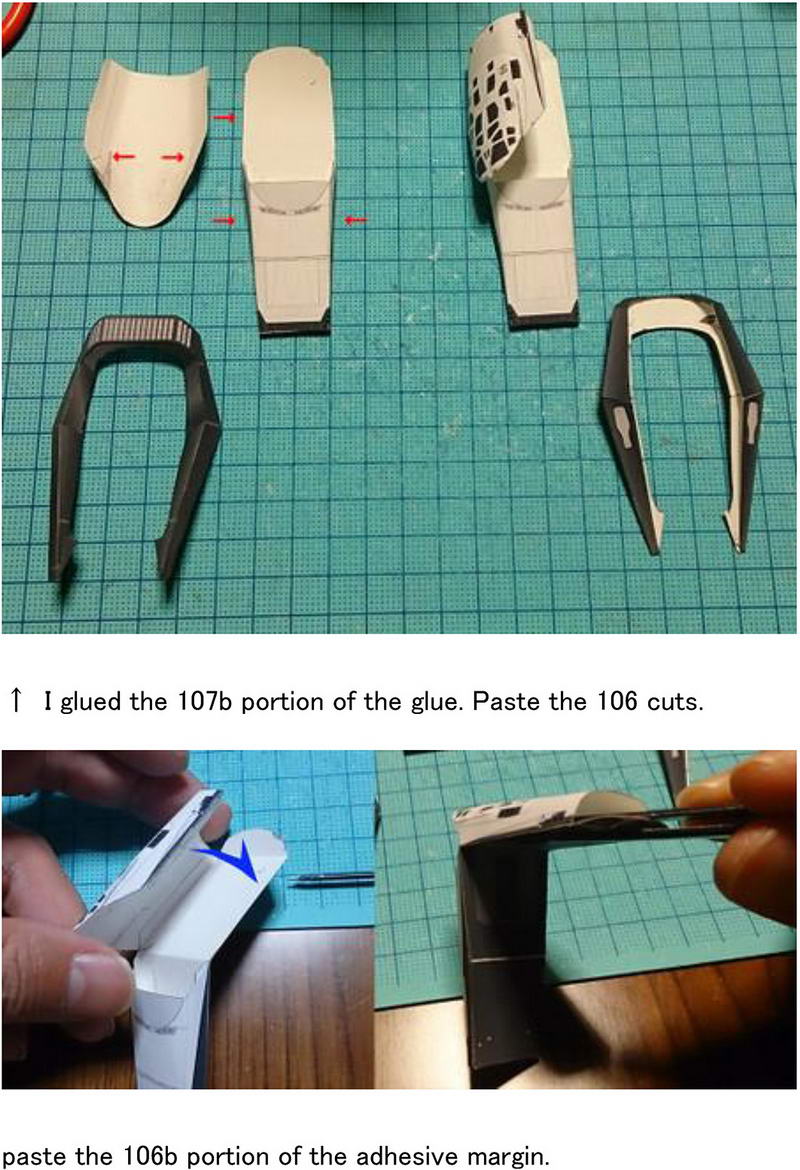 ↑ I glued the 107b portion of the glue. Paste the 106 cuts.
paste the 106b portion of the adhesive margin.